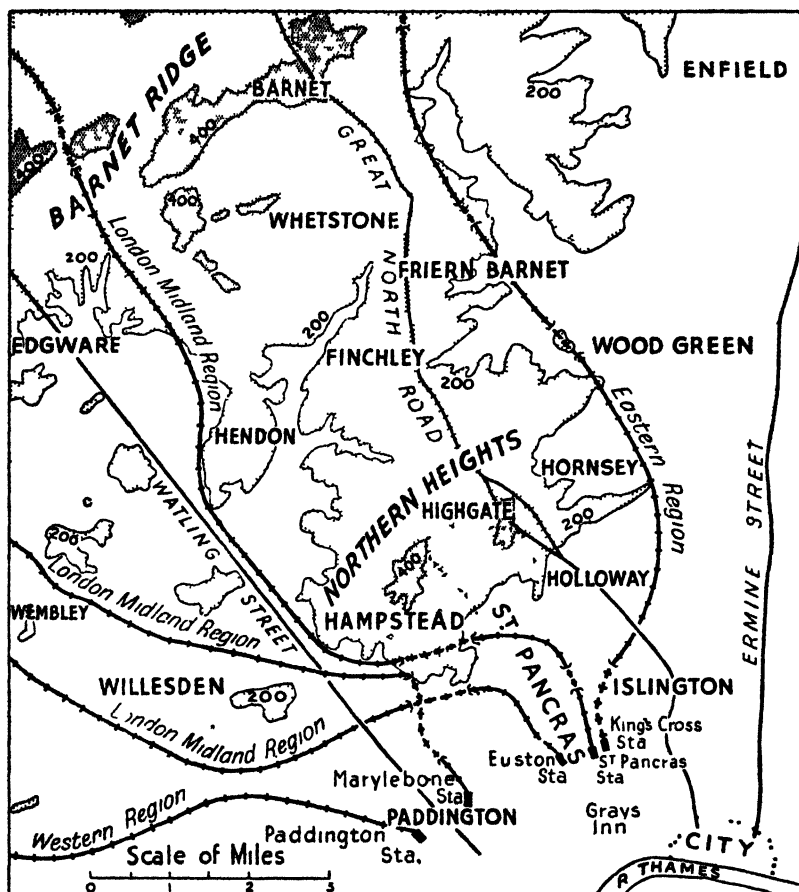 ENFIELD
BARNET RIDGE
BARNET
200
400
400
400
GREAT NORTH ROAD
WHETSTONE
London Midland Region
200
FRIERN BARNET
EDGWARE
200
FINCHLEY
200
WOOD GREEN
Eastern Region
HENDON
NORTHERN HEIGHTS
HORNSEY
HIGHGATE
200
ERMINE STREET
WATLING STREET
C
200
400
HOLLOWAY
London Midland Region
WEMBLEY
HAMPSTEAD
ST. PANCRAS
WILLESDEN
200
ISLINGTON
London Midland Region
King's Cross
Sta
Euston
Sta
ST Pancras
Sta
Marylebone
Sta
PADDINGTON
Grays
Inn
Western Region
Paddington
Sta.
CITY
Scale of Miles
0 1 2 3
R. THAMES